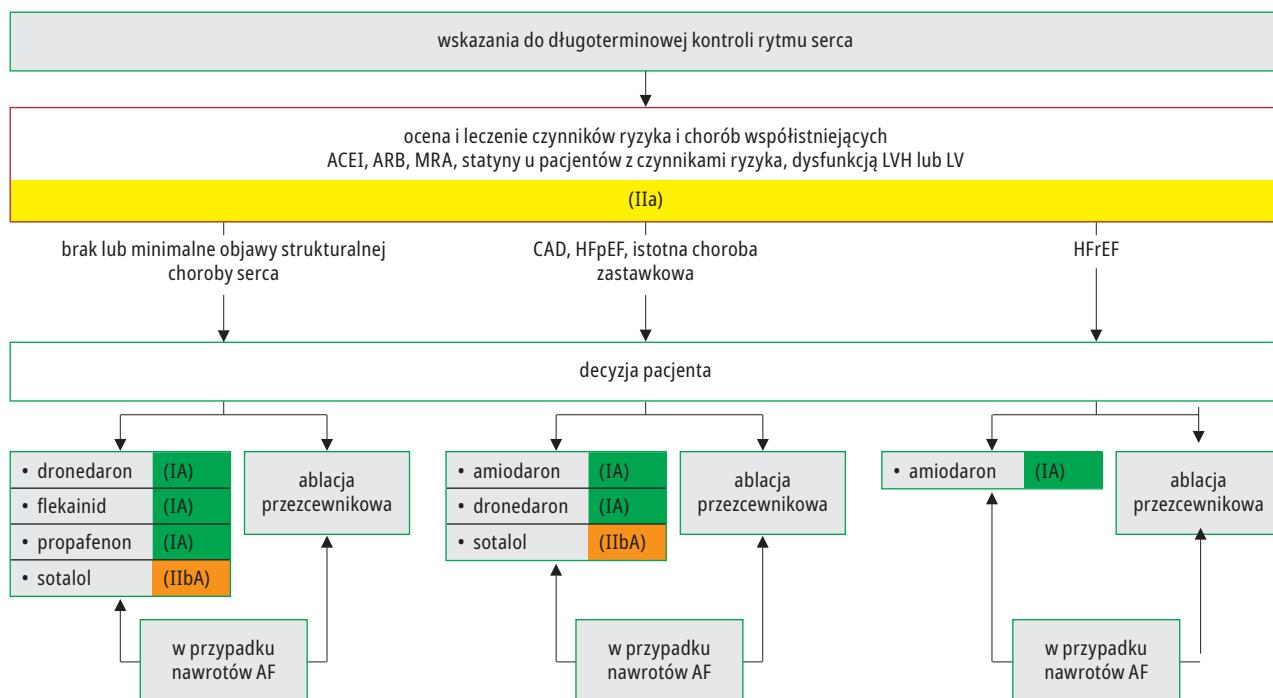 wskazania do długoterminowej kontroli rytmu serca
ocena i leczenie czynników ryzyka i chorób współistniejących
ACEI, ARB, MRA, statyny u pacjentów z czynnikami ryzyka, dysfunkcją LVH lub LV
(IIa)
brak lub minimalne objawy strukturalnej
choroby serca
CAD, HFpEF, istotna choroba
zastawkowa
HFrEF
decyzja pacjenta
• dronedaron (IA)
• flekainid (IA)
• propafenon (IA)
• sotalol (IIbA)
ablacja
przezcewnikowa
• amiodaron (IA)
• dronedaron (IA)
• sotalol (IIbA)
ablacja
przezcewnikowa
• amiodaron (IA)
ablacja
przezcewnikowa
w przypadku
nawrotów AF
w przypadku
nawrotów AF
w przypadku
nawrotów AF